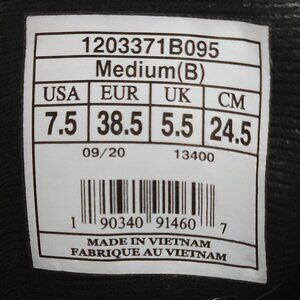 1203371B095
Medium(B)
USA EUR UK CM
7.5 38.5 5.5 24.5
09/20 13400
1 90340 91460 7
MADE IN VIETNAM
FABRIQUE AU VIETNAM